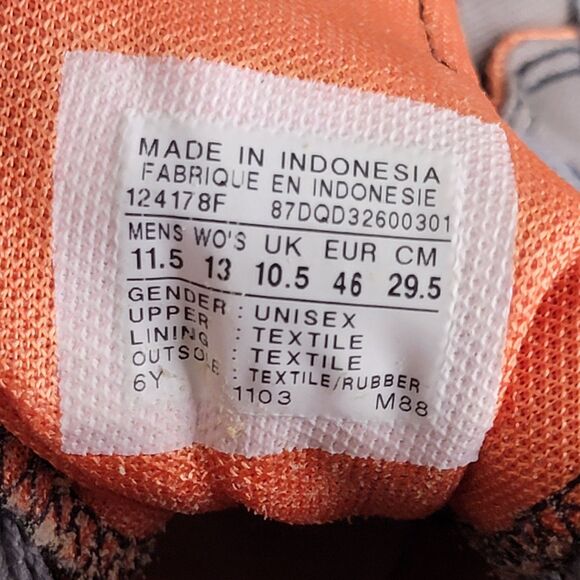 MADE IN INDONESIA
FABRIQUE EN INDONESIE
124178F 87DQD32600301
MENS WO'S UK EUR CM
11.5 13 10.5 46 29.5
GENDER : UNISEX
UPPER : TEXTILE
LINING : TEXTILE
OUTSOLE : TEXTILE/RUBBER
6Y 1103 M88